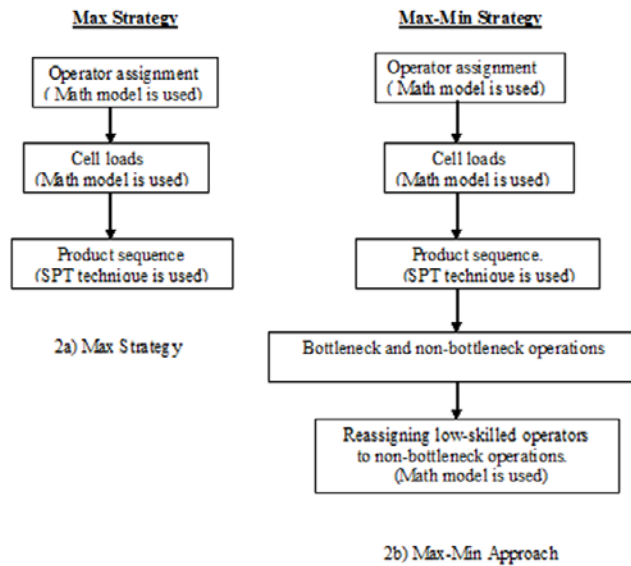 Max Strategy
Operator assignment
( Math model is used)
Cell loads
(Math model is used)
Product sequence
(SPT technique is used)
2a) Max Strategy
Max-Min Strategy
Operator assignment
( Math model is used)
Cell loads
(Math model is used)
Product sequence.
(SPT technique is used)
Bottleneck and non-bottleneck operations
Reassigning low-skilled operators
to non-bottleneck operations.
(Math model is used)
2b) Max-Min Approach